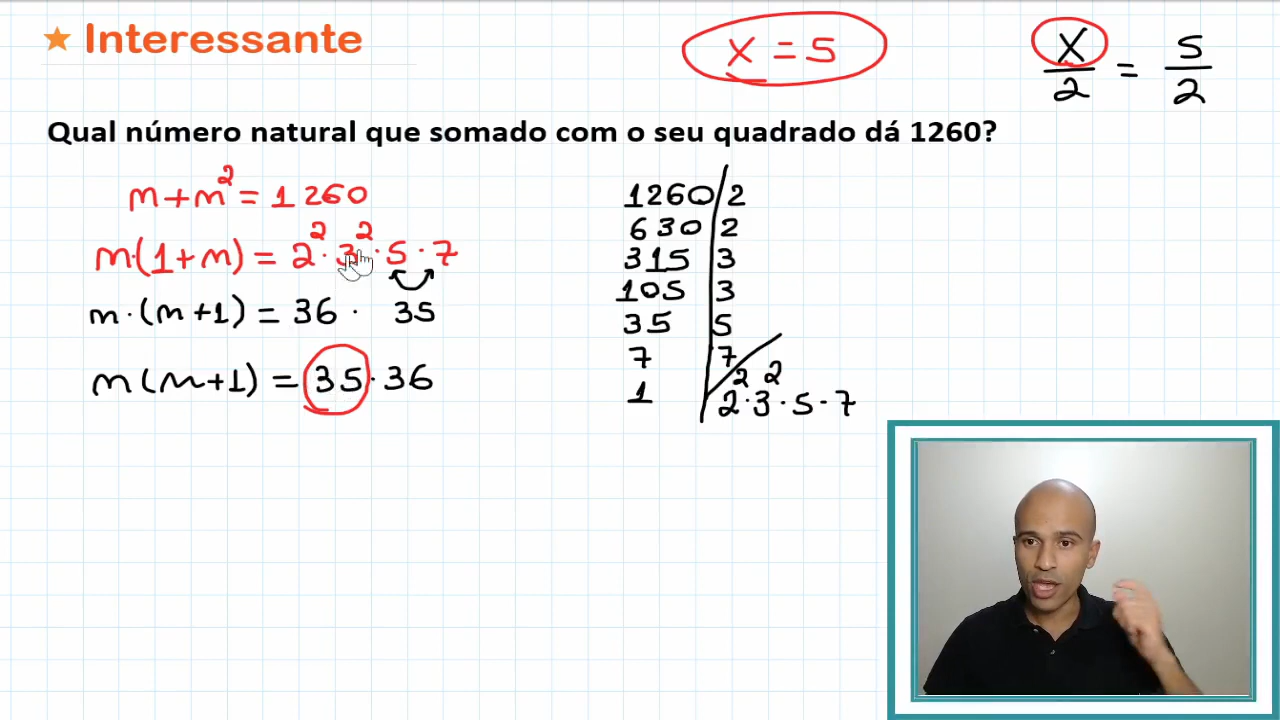 Interessante
x = 5
x/2 = 5/2
Qual número natural que somado com o seu quadrado dá 1260?
m+m² = 1260
m·(1+m) = 2²·3²·5·7
m·(m+1) = 36 · 35
m(m+1) = 35·36
1260 2
630 2
315 3
105 3
35 5
7 7
1 2²·3²·5·7